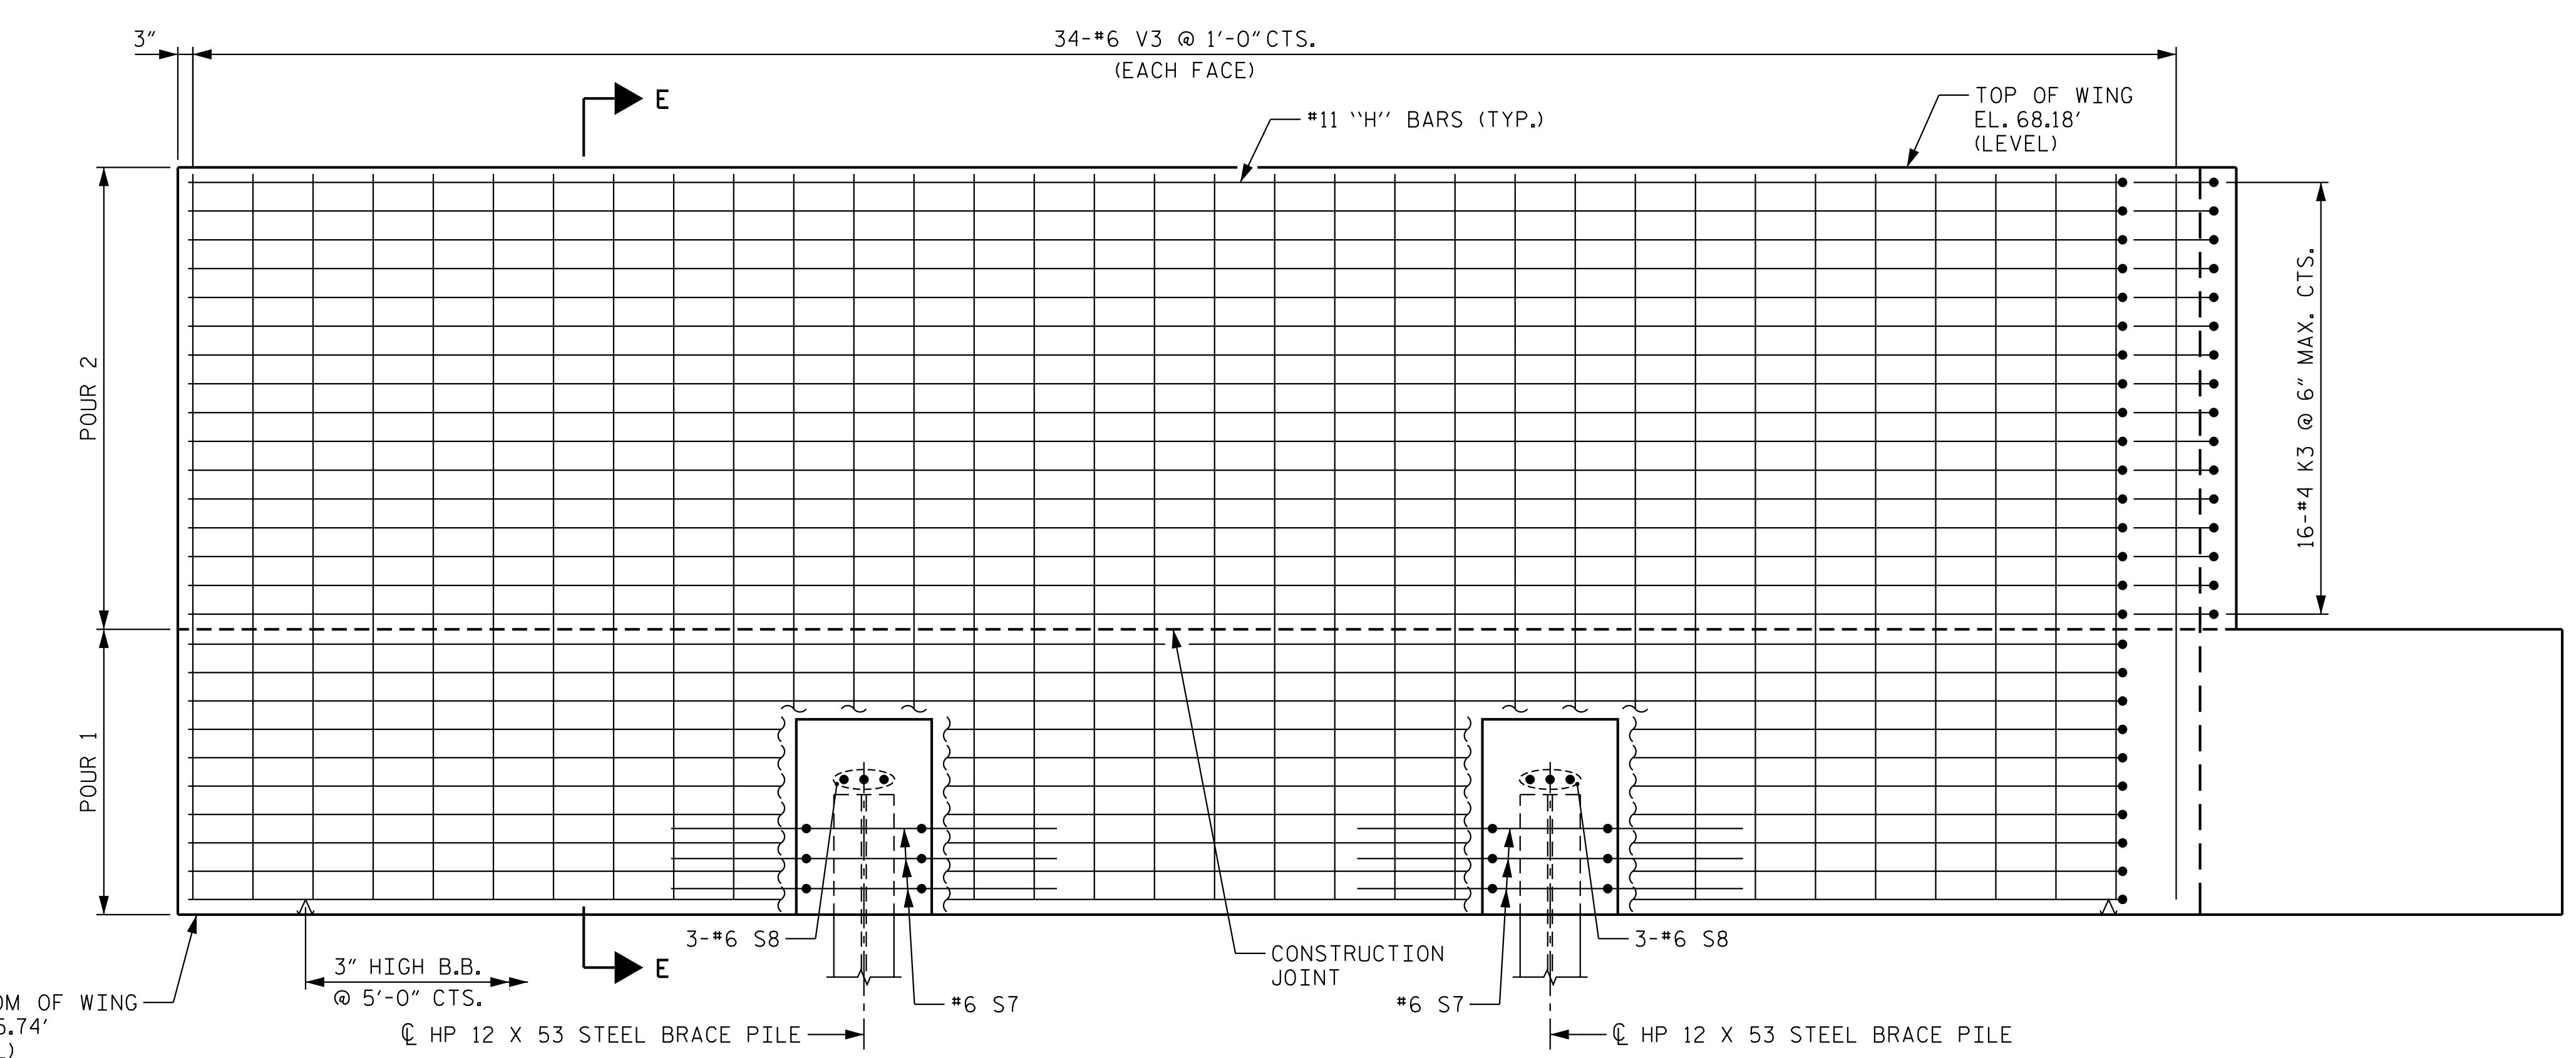 3"
34-#6 V3 @ 1'-0" CTS.
(EACH FACE)
E
#11 ``H'' BARS (TYP.)
TOP OF WING
EL. 68.18'
(LEVEL)
POUR 2
16-#4 K3 @ 6" MAX. CTS.
POUR 1
3-#6 S8
3-#6 S8
3" HIGH B.B.
@ 5'-0" CTS.
E
CONSTRUCTION
JOINT
OF WING
5.74'
#6 S7
#6 S7
℄ HP 12 X 53 STEEL BRACE PILE
℄ HP 12 X 53 STEEL BRACE PILE